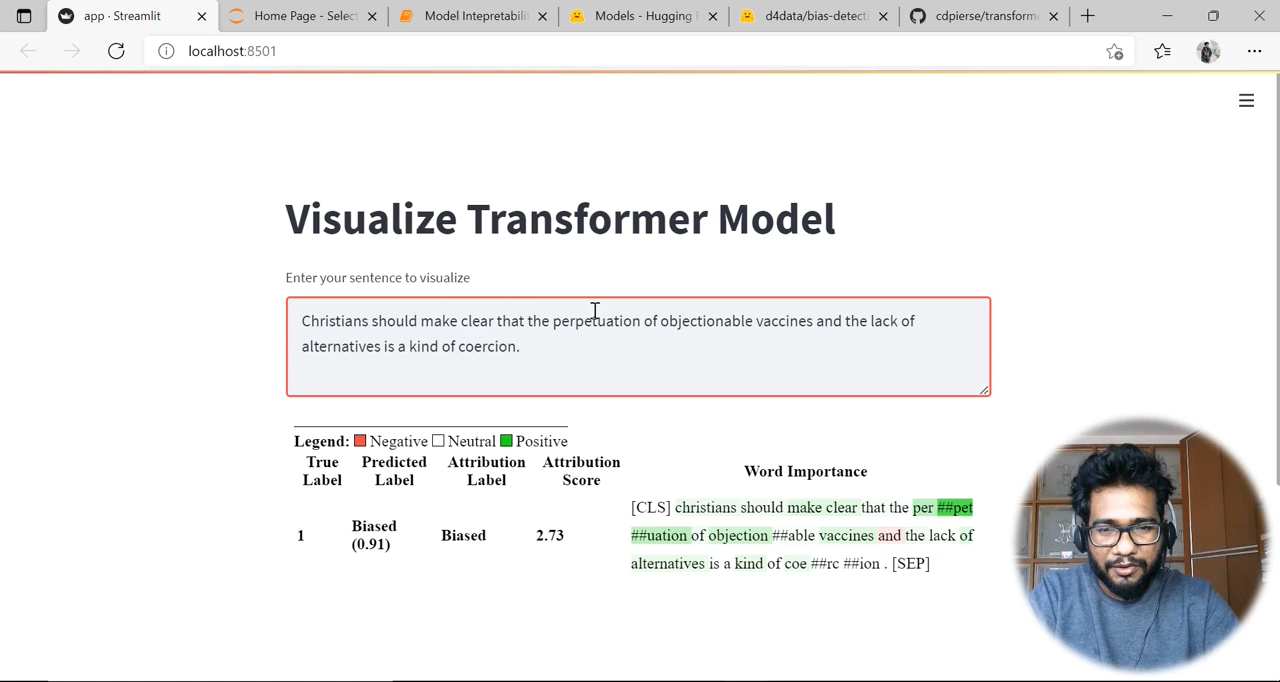 app · Streamlit
Home Page - Select
Model Intepretabili
Models - Hugging F
d4data/bias-detecti
cdpierse/transforme
localhost:8501
Visualize Transformer Model
Enter your sentence to visualize
Christians should make clear that the perpetuation of objectionable vaccines and the lack of
alternatives is a kind of coercion.
Legend: Negative Neutral Positive
True Label Predicted Label Attribution Label Attribution Score Word Importance
1 Biased (0.91) Biased 2.73
[CLS] christians should make clear that the per ##pet
##uation of objection ##able vaccines and the lack of
alternatives is a kind of coe ##rc ##ion . [SEP]